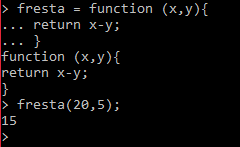 > fresta = function (x,y){
... return x-y;
... }
function (x,y){
return x-y;
}
> fresta(20,5);
15
>